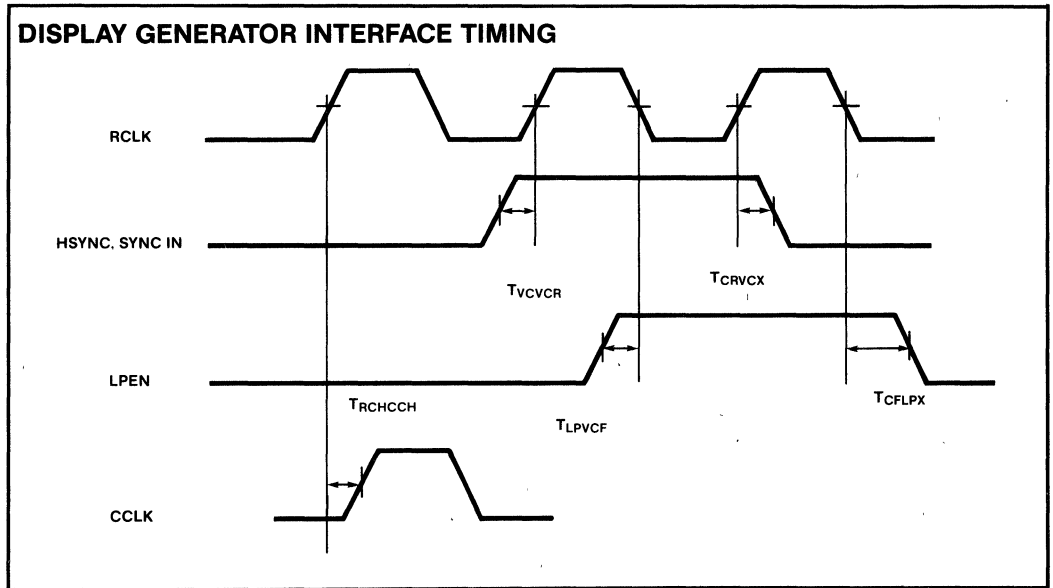 DISPLAY GENERATOR INTERFACE TIMING
RCLK
HSYNC, SYNC IN
TVCVCR
TCRVCX
LPEN
TRCHCCH
TLPVCF
TCFLPX
CCLK